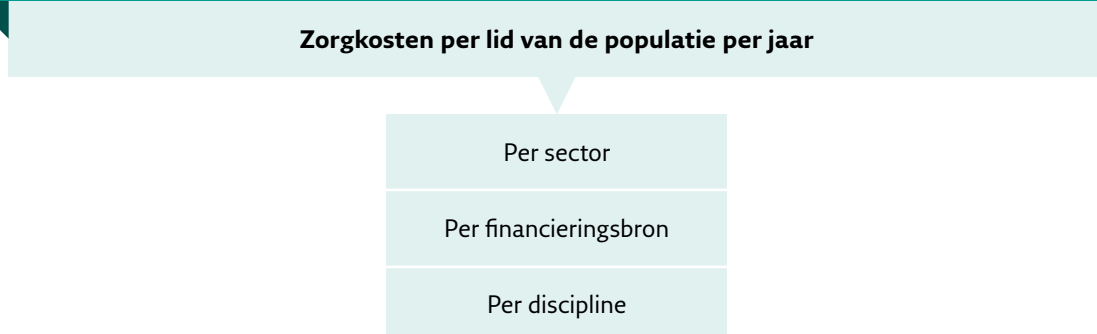 Zorgkosten per lid van de populatie per jaar
Per sector
Per financieringsbron
Per discipline